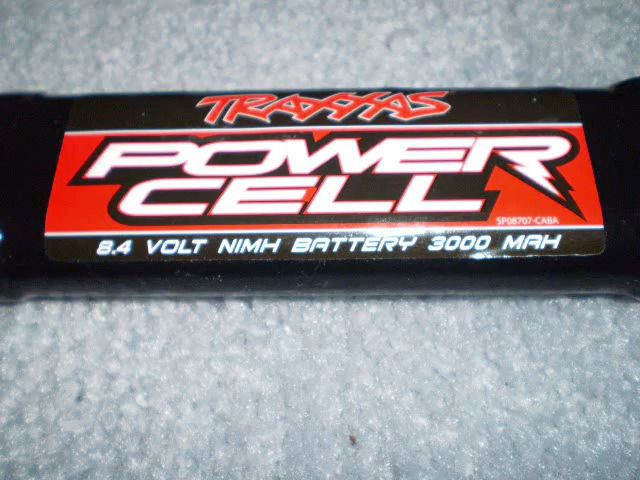 TRAXXAS
POWER
CELL
SP08707-CABA
8.4 VOLT NIMH BATTERY 3000 MAH